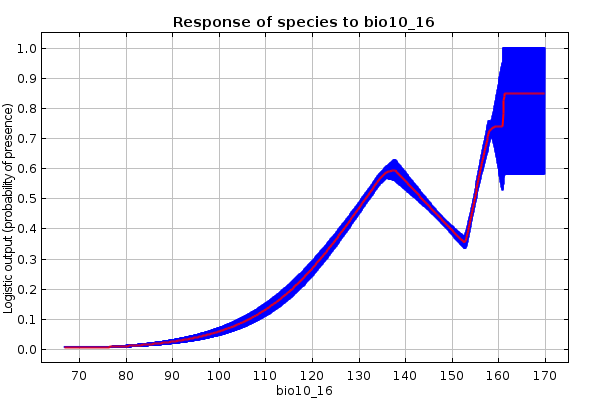 Response of species to bio10_16
Logistic output (probability of presence)
1.0
0.9
0.8
0.7
0.6
0.5
0.4
0.3
0.2
0.1
0.0
70 80 90 100 110 120 130 140 150 160 170
bio10_16